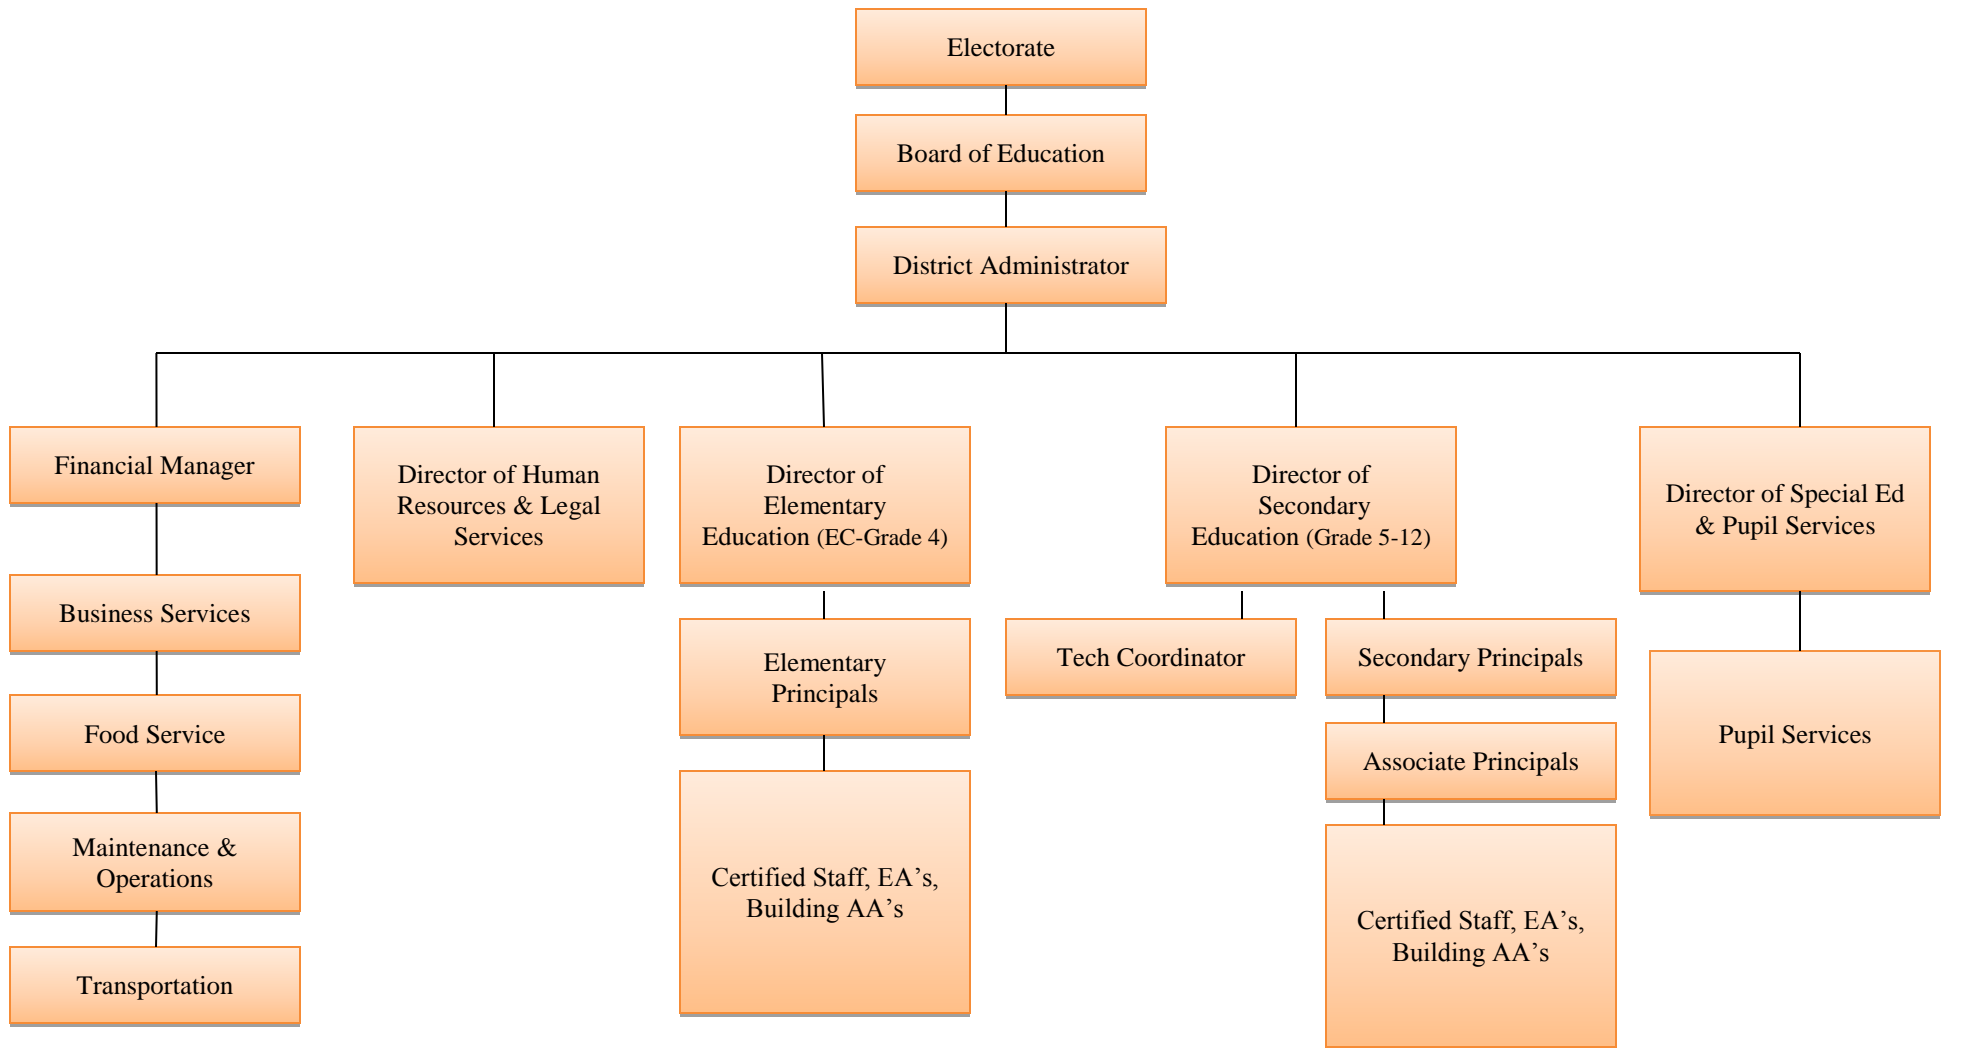 Electorate
Board of Education
District Administrator
Financial Manager
Director of Human
Resources & Legal
Services
Director of
Elementary
Education (EC-Grade 4)
Director of
Secondary
Education (Grade 5-12)
Director of Special Ed
& Pupil Services
Business Services
Food Service
Maintenance &
Operations
Transportation
Elementary
Principals
Certified Staff, EA’s,
Building AA’s
Tech Coordinator
Secondary Principals
Associate Principals
Certified Staff, EA’s,
Building AA’s
Pupil Services